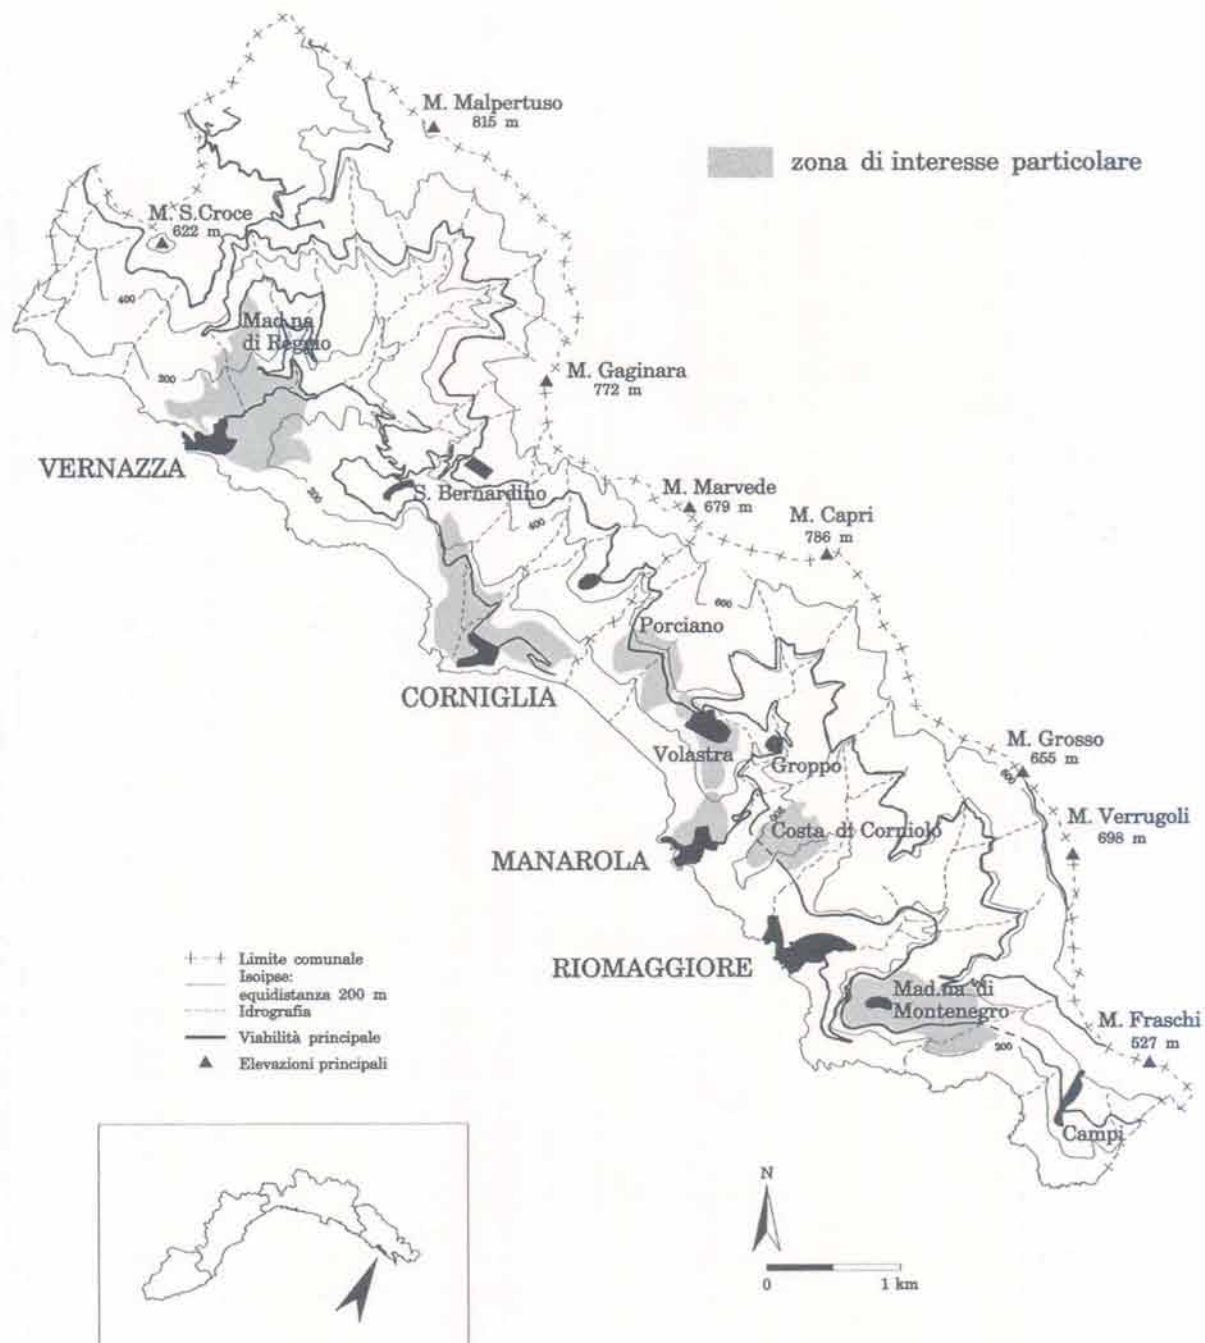 M. Malpertuso
815 m
zona di interesse particolare
M. S.Croce
622 m
400
Mad.na
di Reggio
200
M. Gaginara
772 m
VERNAZZA
200
S. Bernardino
M. Marvede
679 m
400
M. Capri
786 m
600
Porciano
CORNIGLIA
Volastra
Groppo
M. Grosso
655 m
600
M. Verrugoli
698 m
Costa di Corniolo
MANAROLA
RIOMAGGIORE
Limite comunale
Isoipse:
equidistanza 200 m
Idrografia
Viabilità principale
Elevazioni principali
Mad.na di
Montenegro
200
M. Fraschi
527 m
Campi
N
0 1 km